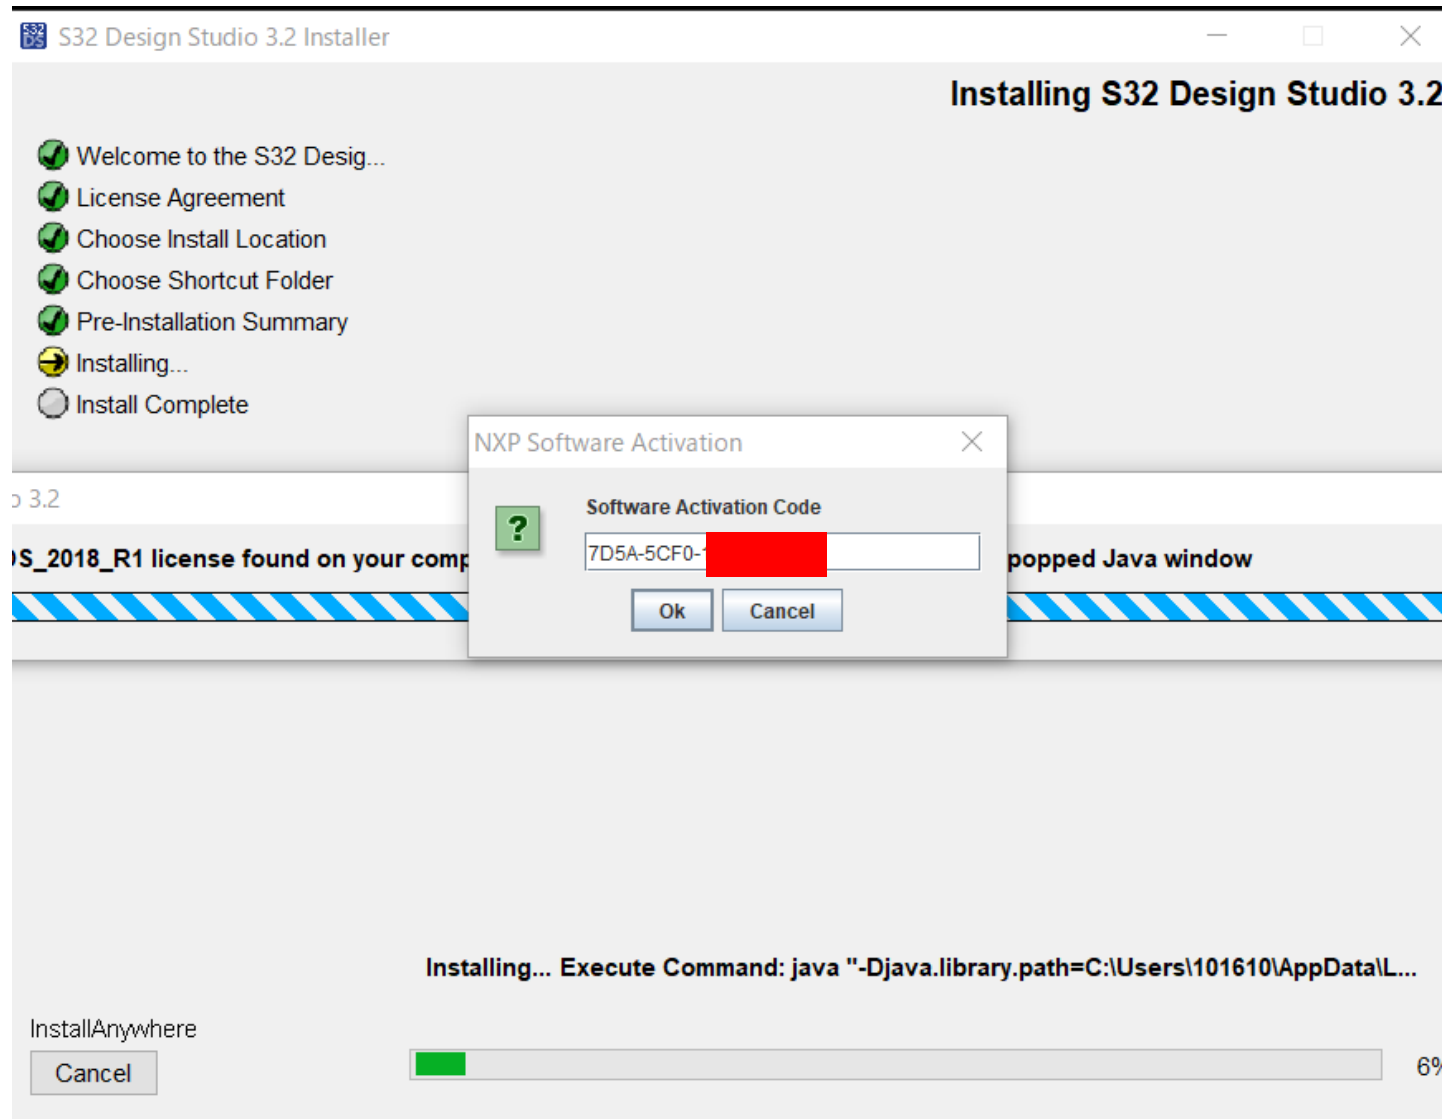 S32 DS
S32 Design Studio 3.2 Installer
Installing S32 Design Studio 3.2
Welcome to the S32 Desig...
License Agreement
Choose Install Location
Choose Shortcut Folder
Pre-Installation Summary
Installing...
Install Complete
NXP Software Activation
o 3.2
Software Activation Code
7D5A-5CF0-
DS_2018_R1 license found on your comp
popped Java window
Ok
Cancel
Installing... Execute Command: java "-Djava.library.path=C:\Users\101610\AppData\L...
InstallAnywhere
Cancel
6%